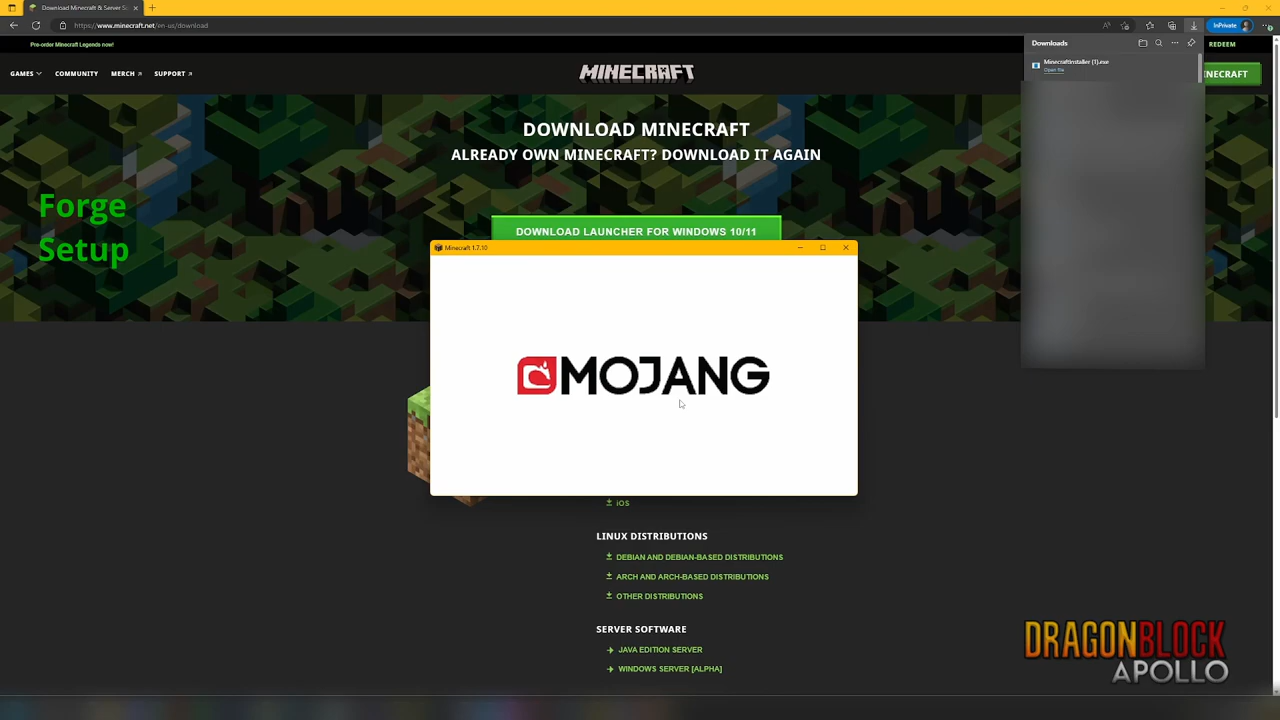 Download Minecraft & Server So
https://www.minecraft.net/en-us/download
InPrivate
Pre-order Minecraft Legends now!
Downloads
REDEEM
MinecraftInstaller (1).exe
Open file
GAMES
COMMUNITY
MERCH
SUPPORT
MINECRAFT
INECRAFT
DOWNLOAD MINECRAFT
ALREADY OWN MINECRAFT? DOWNLOAD IT AGAIN
Forge
Setup
DOWNLOAD LAUNCHER FOR WINDOWS 10/11
Minecraft 1.7.10
MOJANG
iOS
LINUX DISTRIBUTIONS
DEBIAN AND DEBIAN-BASED DISTRIBUTIONS
ARCH AND ARCH-BASED DISTRIBUTIONS
OTHER DISTRIBUTIONS
SERVER SOFTWARE
JAVA EDITION SERVER
WINDOWS SERVER [ALPHA]
DRAGONBLOCK
APOLLO